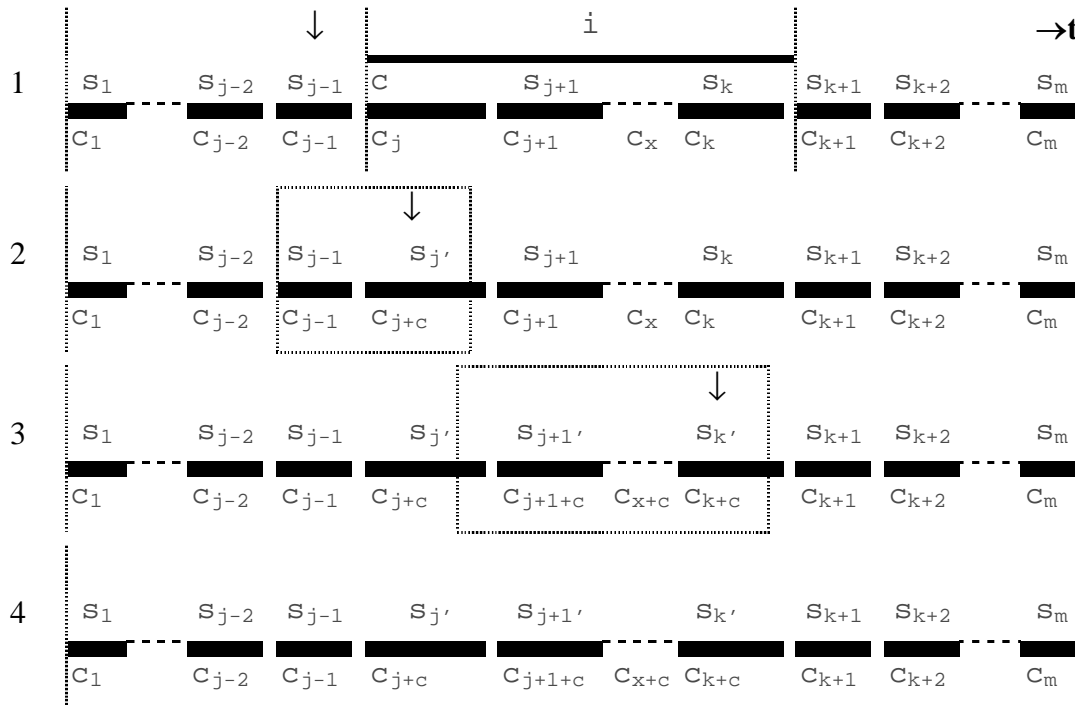 ↓ i →t
1 s1 sj-2 sj-1 c sj+1 sk sk+1 sk+2 sm
c1 cj-2 cj-1 cj cj+1 cx ck ck+1 ck+2 cm
↓
2 s1 sj-2 sj-1 sj' sj+1 sk sk+1 sk+2 sm
c1 cj-2 cj-1 cj+c cj+1 cx ck ck+1 ck+2 cm
↓
3 s1 sj-2 sj-1 sj' sj+1' sk' sk+1 sk+2 sm
c1 cj-2 cj-1 cj+c cj+1+c cx+c ck+c ck+1 ck+2 cm
4 s1 sj-2 sj-1 sj' sj+1' sk' sk+1 sk+2 sm
c1 cj-2 cj-1 cj+c cj+1+c cx+c ck+c ck+1 ck+2 cm